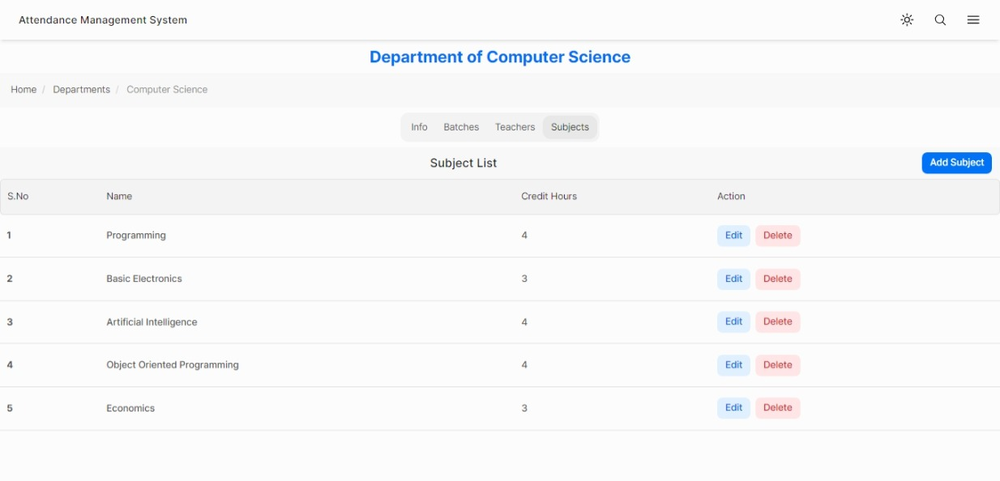 Attendance Management System
Department of Computer Science
Home / Departments / Computer Science
Info Batches Teachers Subjects
Subject List Add Subject
S.No Name Credit Hours Action
1 Programming 4 Edit Delete
2 Basic Electronics 3 Edit Delete
3 Artificial Intelligence 4 Edit Delete
4 Object Oriented Programming 4 Edit Delete
5 Economics 3 Edit Delete